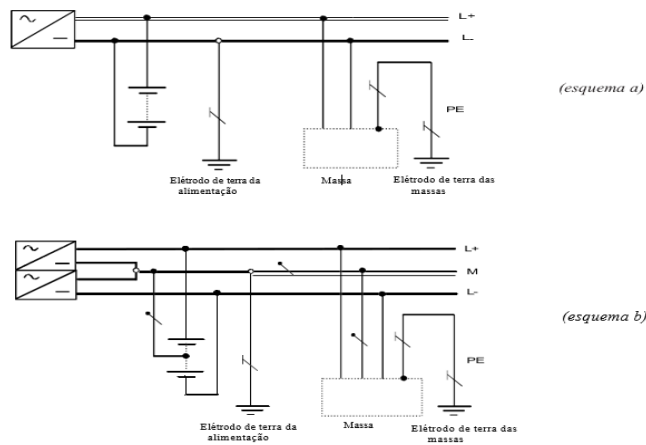 L+
L-
(esquema a)
PE
Elétrodo de terra da
alimentação
Massa
Elétrodo de terra das
massas
L+
M
L-
(esquema b)
PE
Elétrodo de terra da
alimentação
Massa
Elétrodo de terra das
massas